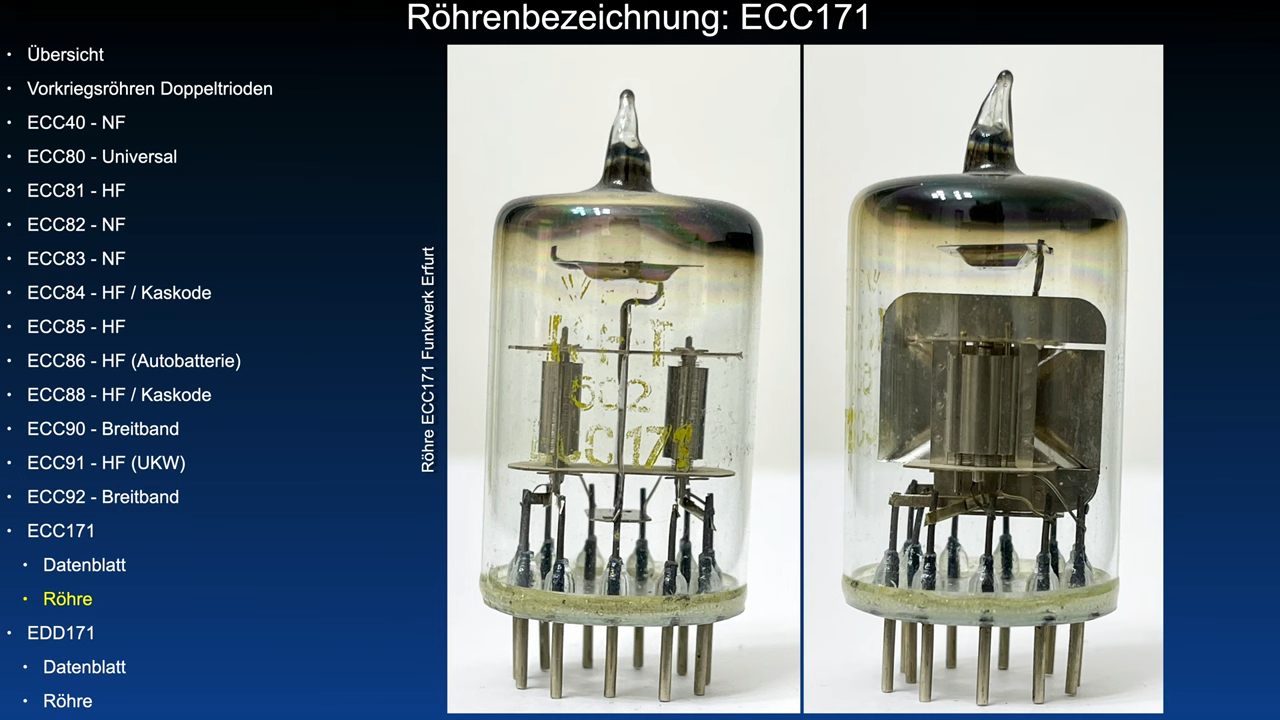 Röhrenbezeichnung: ECC171
• Übersicht
• Vorkriegsröhren Doppeltrioden
• ECC40 - NF
• ECC80 - Universal
• ECC81 - HF
• ECC82 - NF
• ECC83 - NF
• ECC84 - HF / Kaskode
• ECC85 - HF
• ECC86 - HF (Autobatterie)
• ECC88 - HF / Kaskode
• ECC90 - Breitband
• ECC91 - HF (UKW)
• ECC92 - Breitband
• ECC171
• Datenblatt
• Röhre
• EDD171
• Datenblatt
• Röhre
Röhre ECC171 Funkwerk Erfurt
602